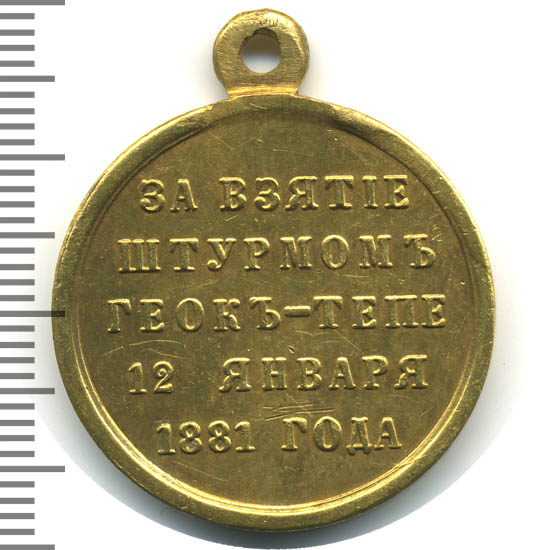 ЗА ВЗЯТІЕ
ШТУРМОМЪ
ГЕОКЪ-ТЕПЕ
12 ЯНВАРЯ
1881 ГОДА